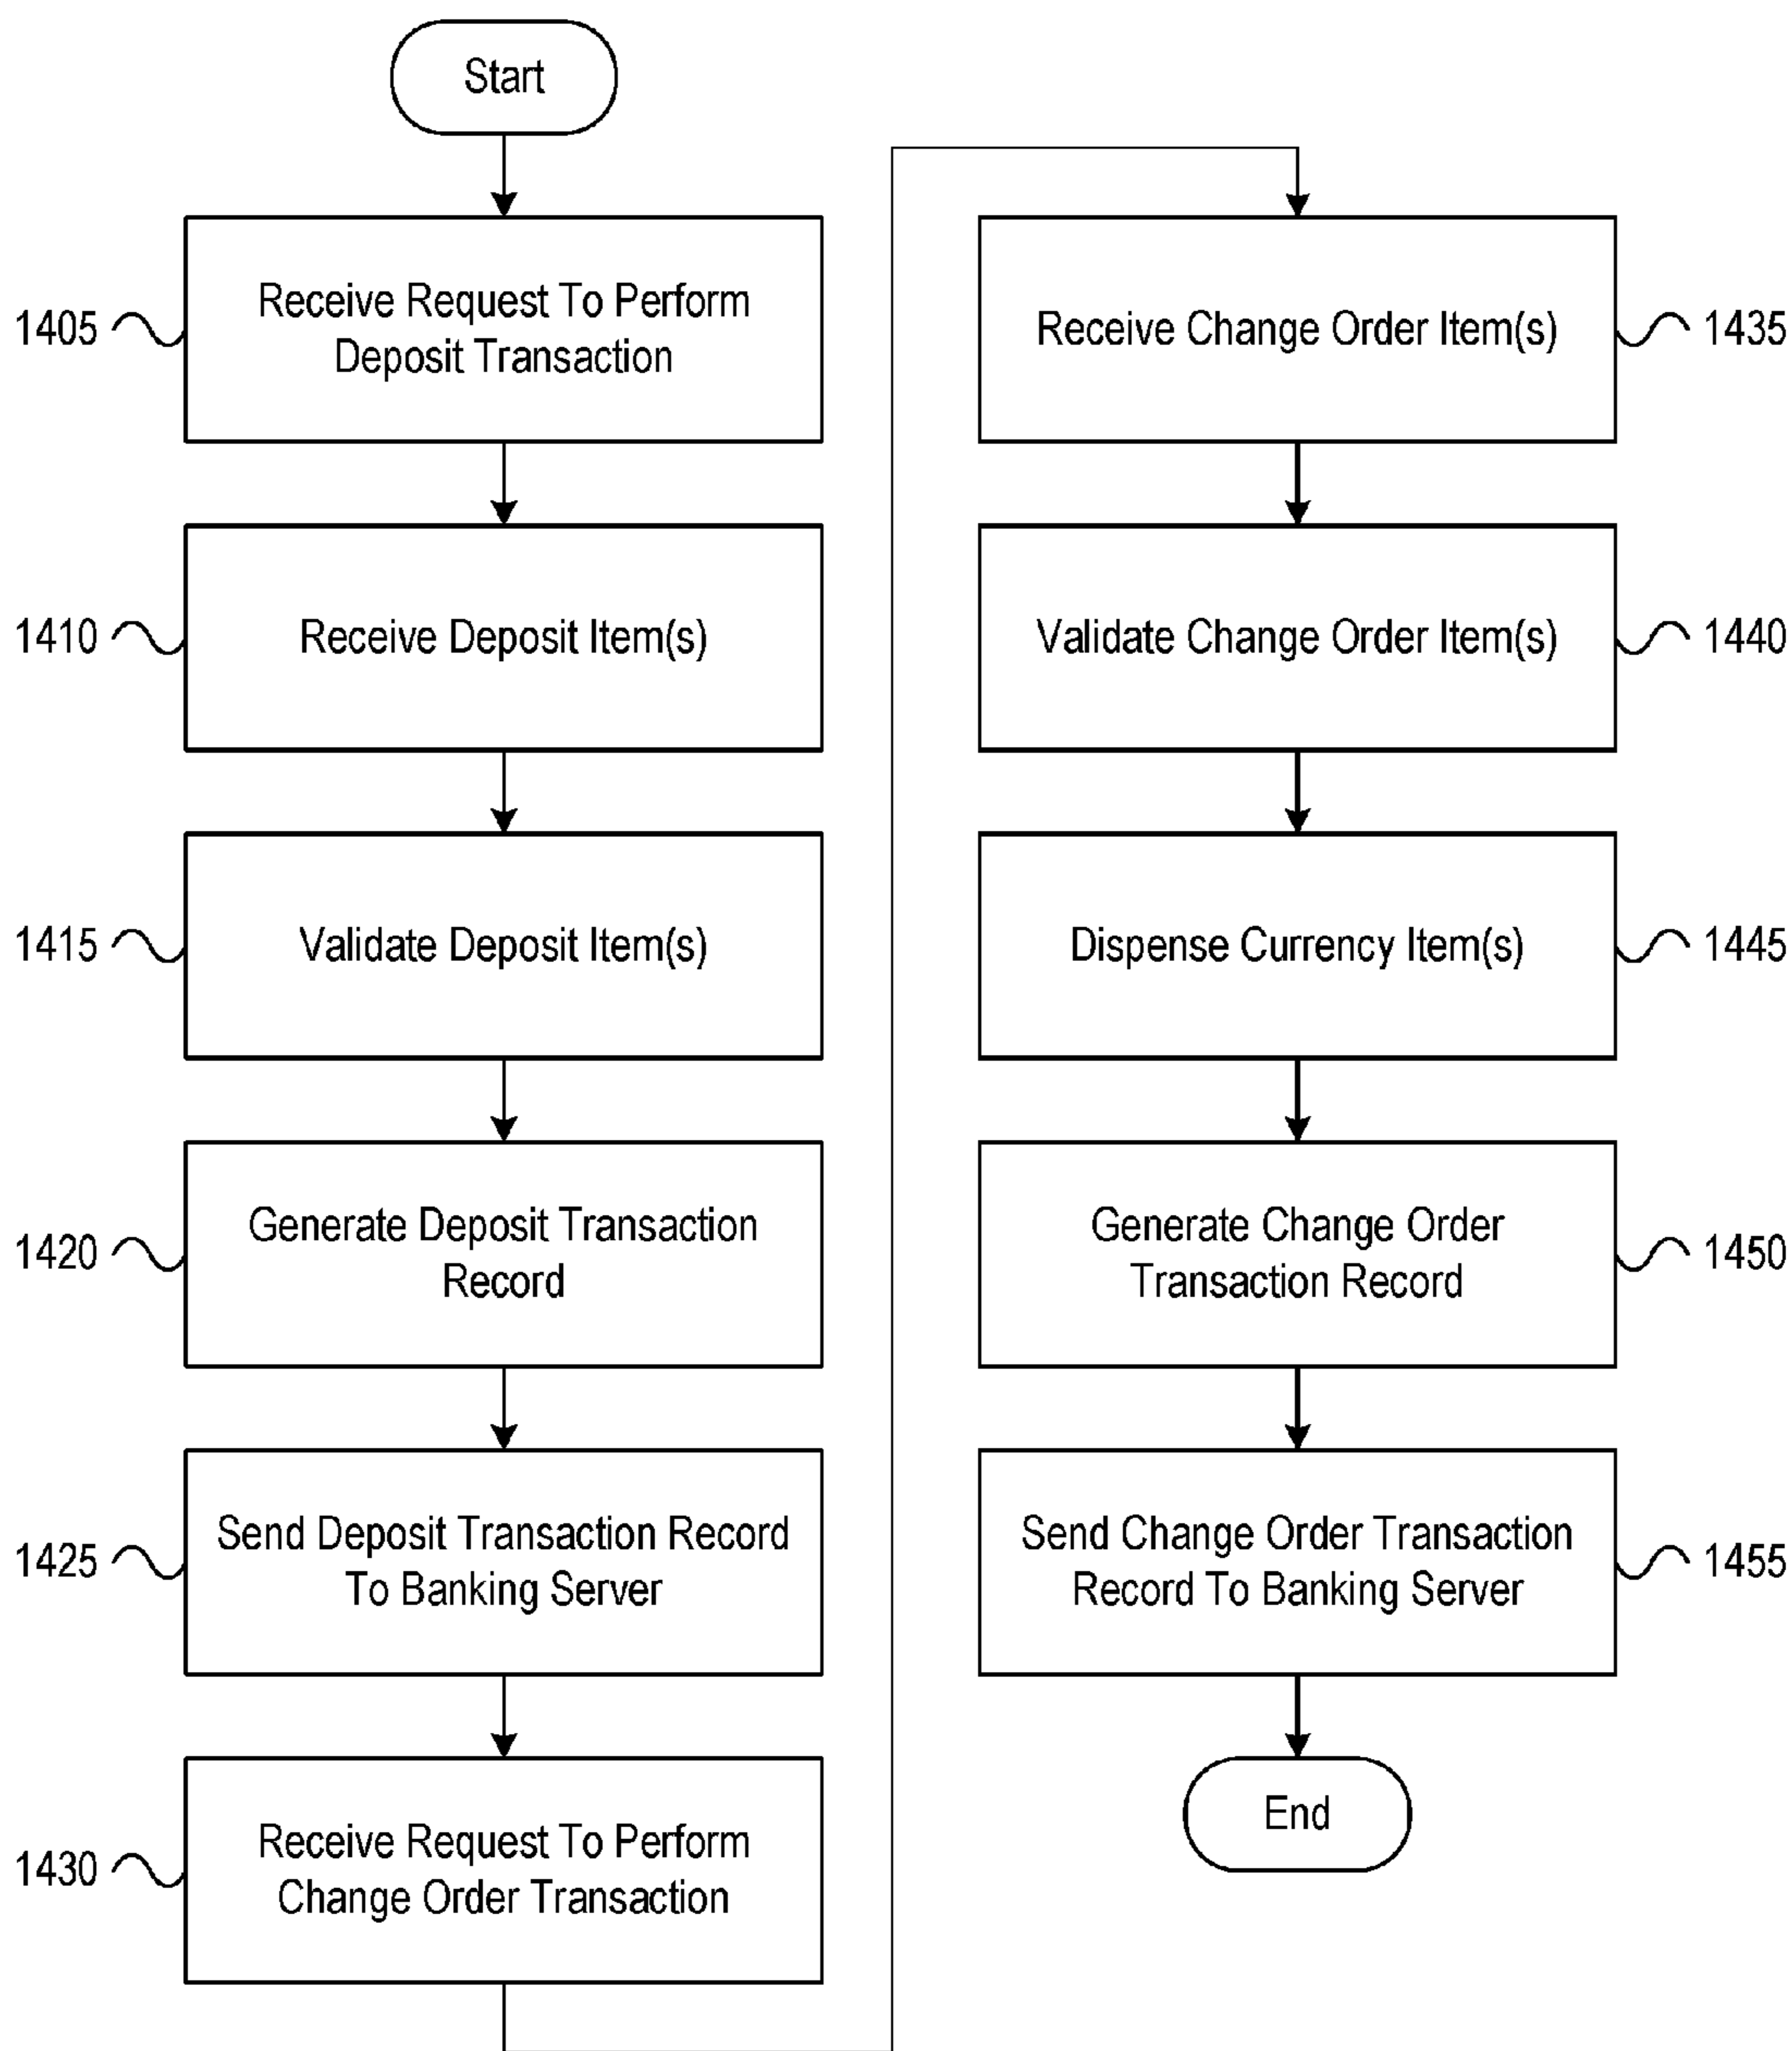 Start
1405
Receive Request To Perform
Deposit Transaction
1410
Receive Deposit Item(s)
1415
Validate Deposit Item(s)
1420
Generate Deposit Transaction
Record
1425
Send Deposit Transaction Record
To Banking Server
1430
Receive Request To Perform
Change Order Transaction
Receive Change Order Item(s)
1435
Validate Change Order Item(s)
1440
Dispense Currency Item(s)
1445
Generate Change Order
Transaction Record
1450
Send Change Order Transaction
Record To Banking Server
1455
End